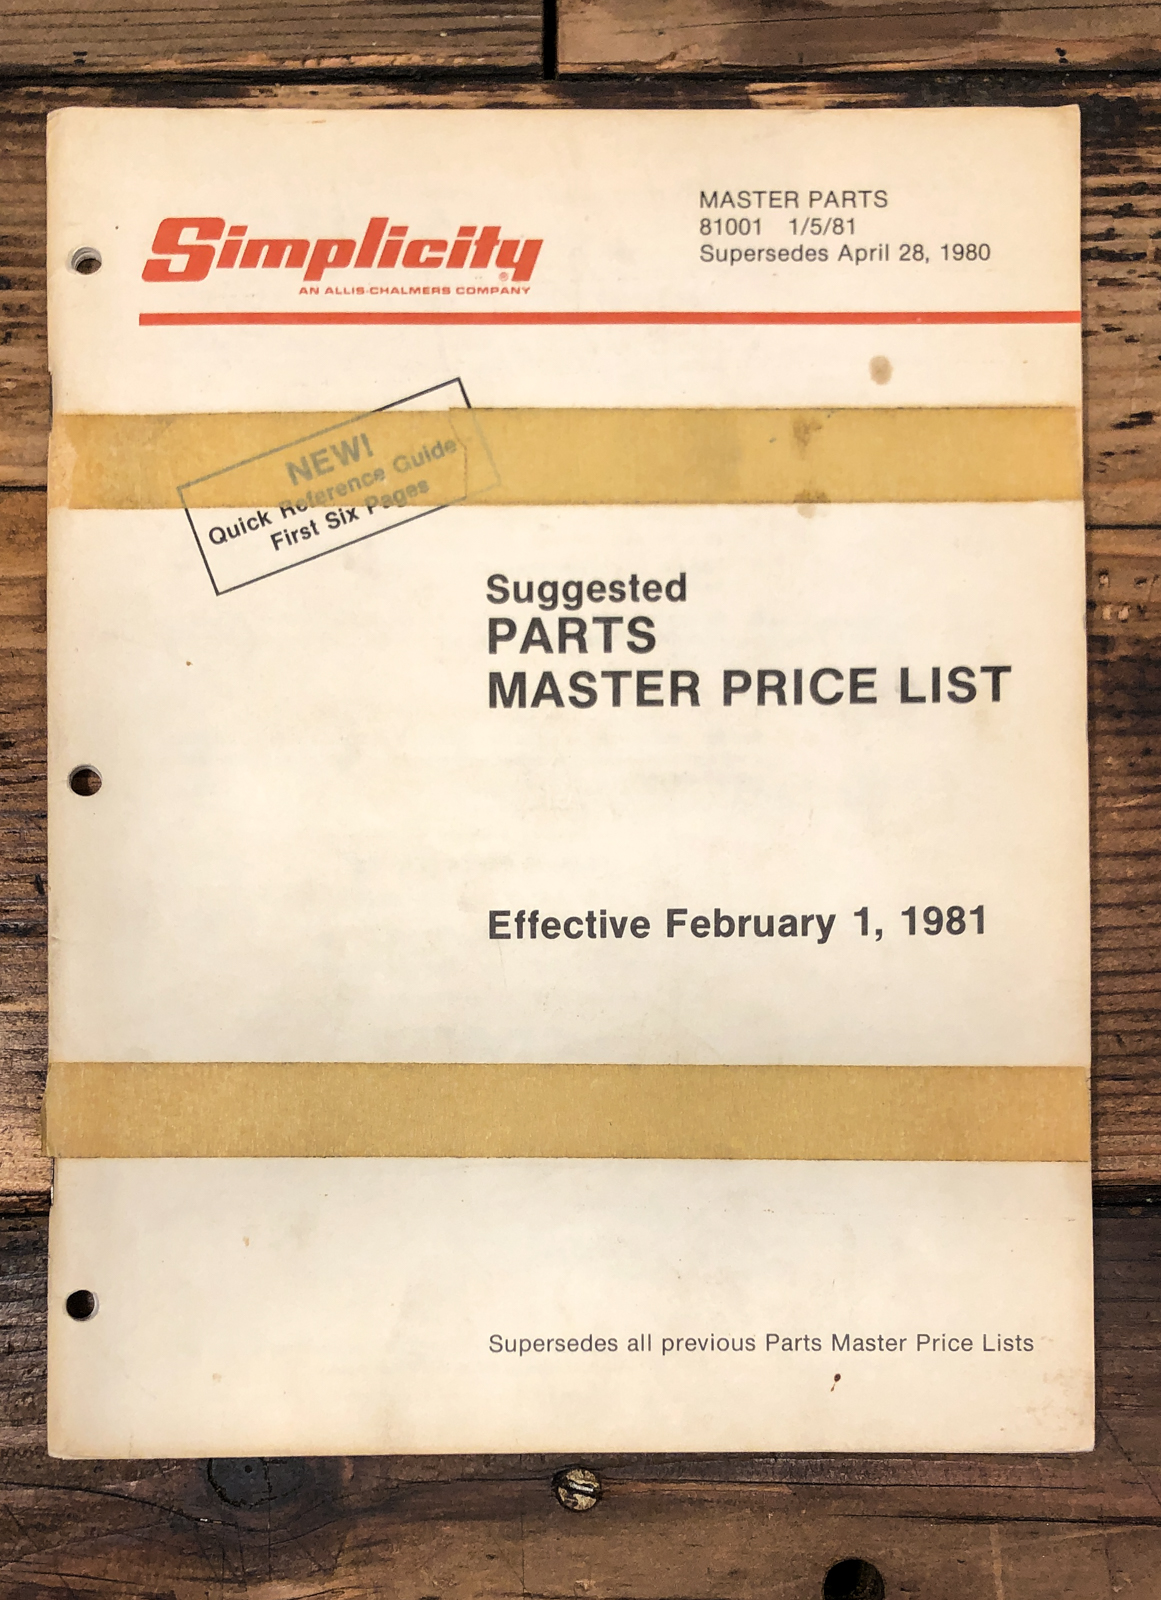 Simplicity®
AN ALLIS-CHALMERS COMPANY
MASTER PARTS
81001 1/5/81
Supersedes April 28, 1980
NEW!
Quick Reference Guide
First Six Pages
Suggested
PARTS
MASTER PRICE LIST
Effective February 1, 1981
Supersedes all previous Parts Master Price Lists